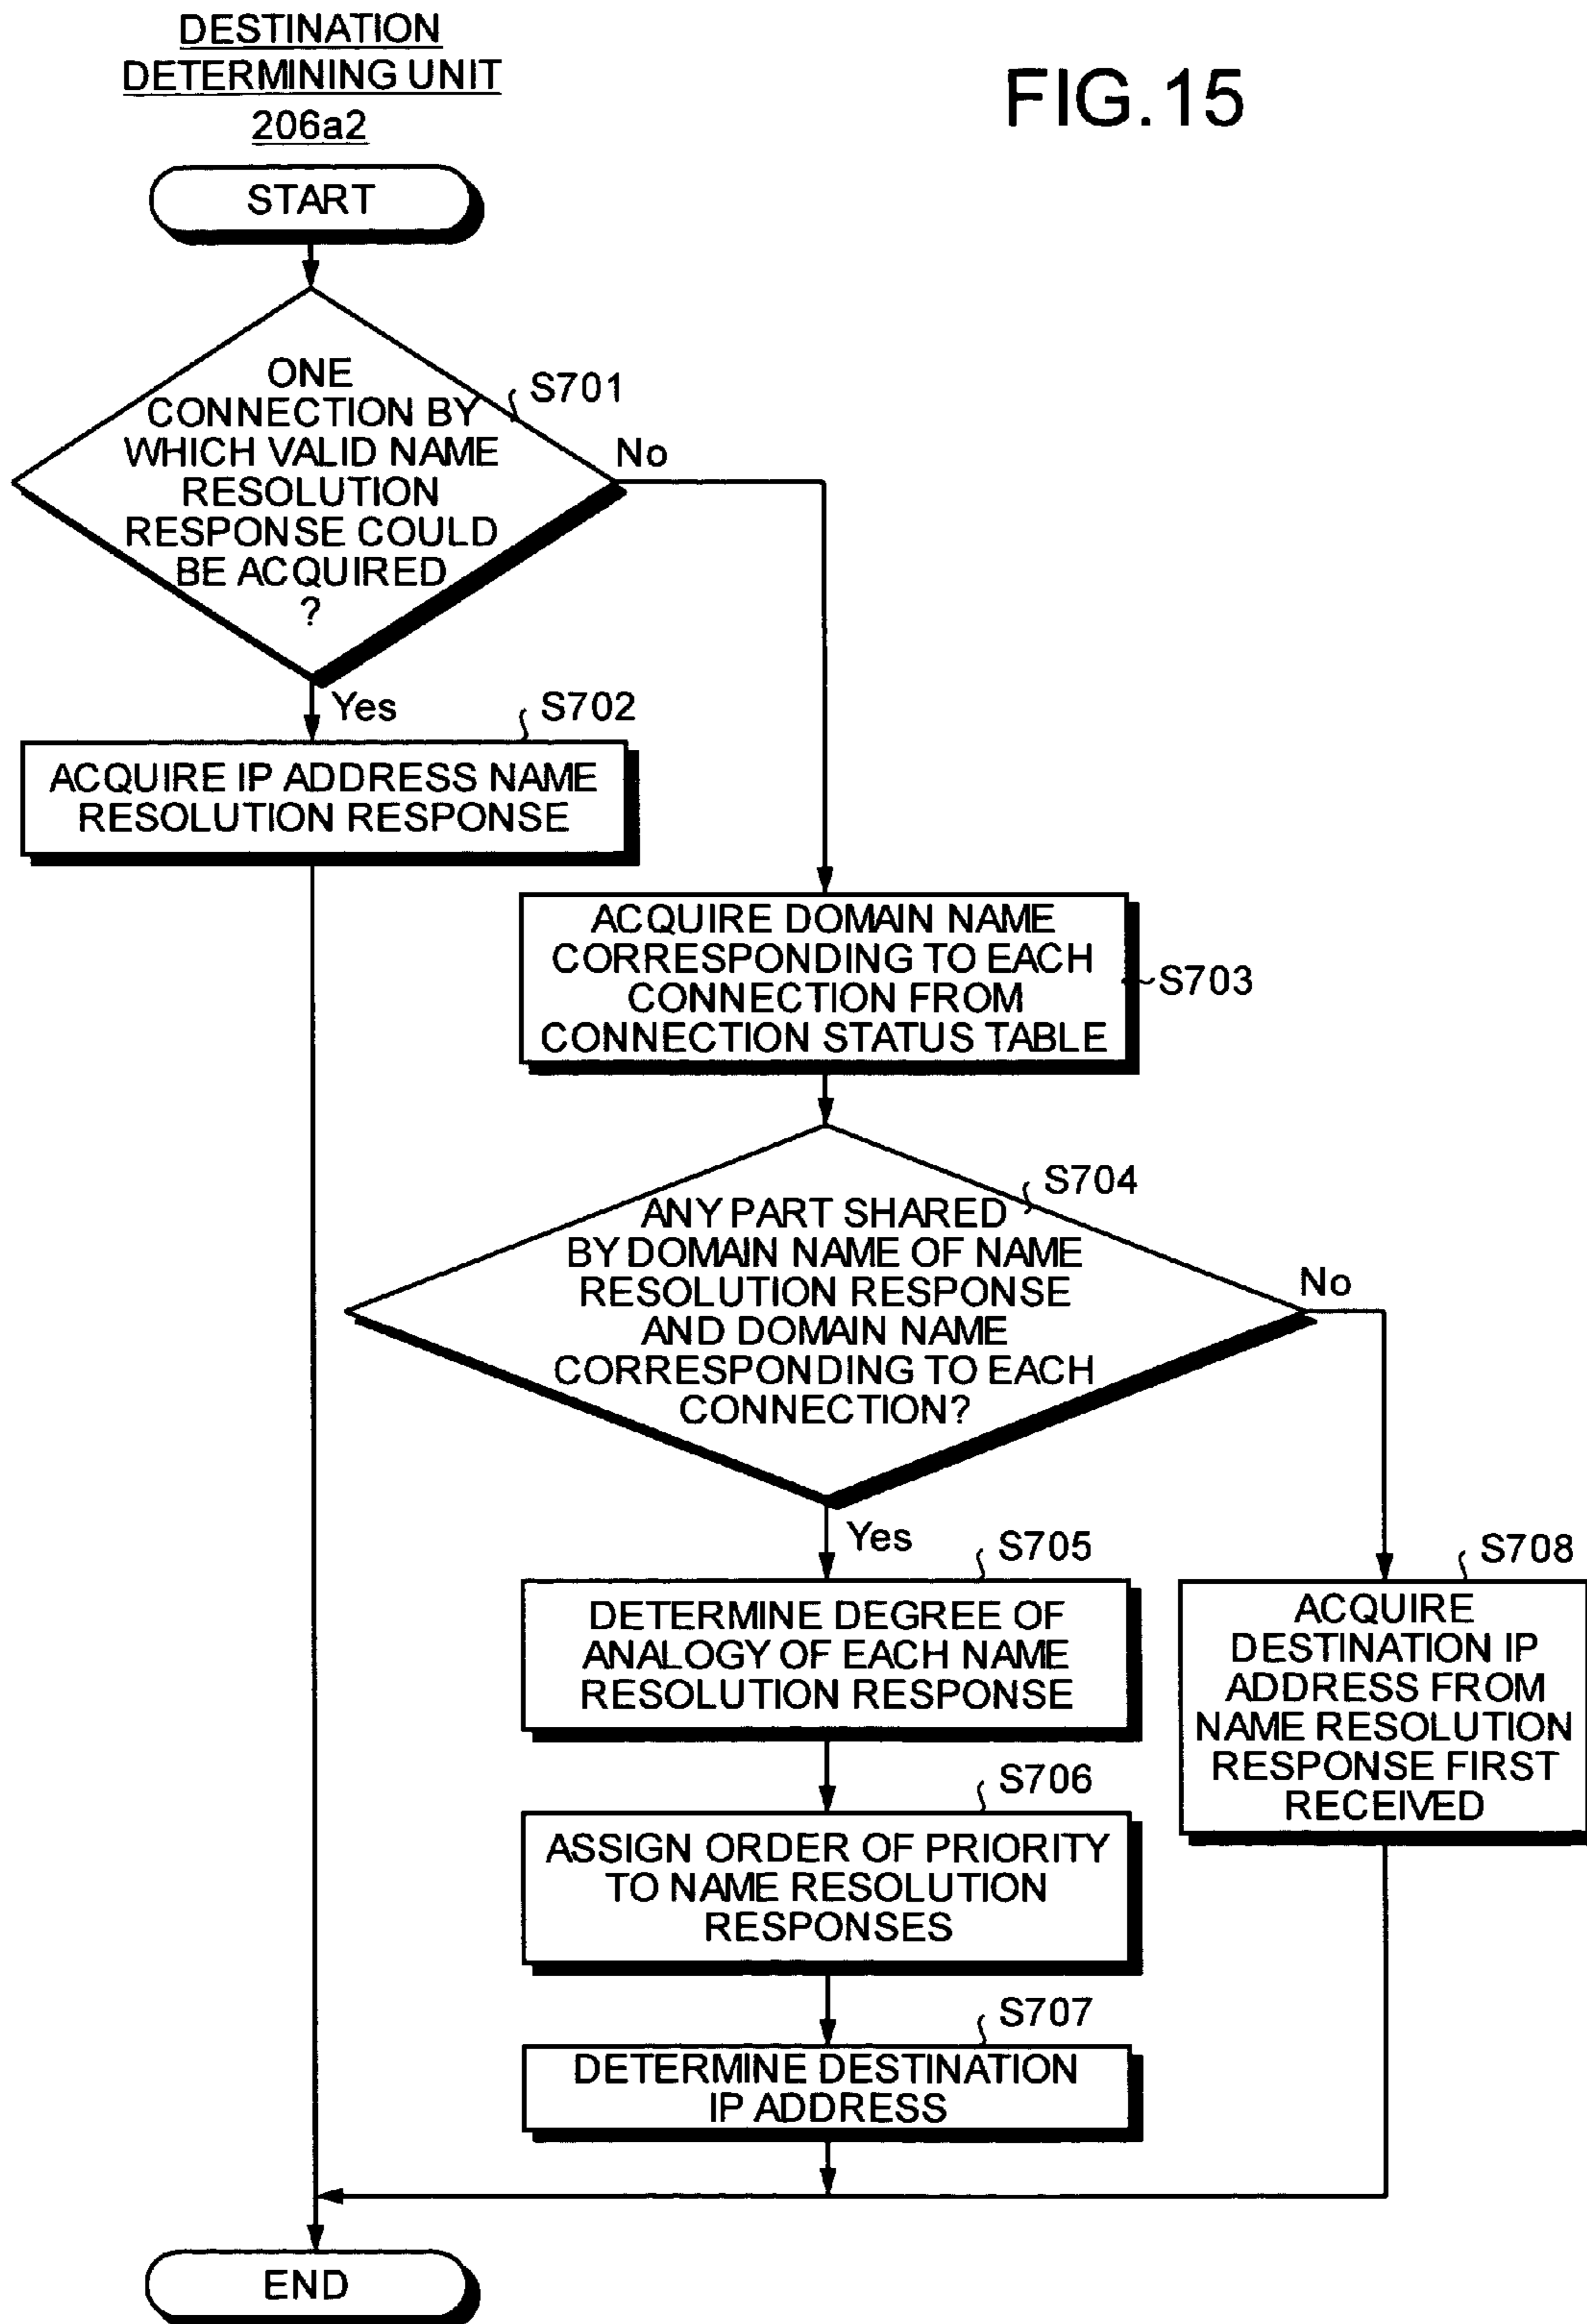 DESTINATION
DETERMINING UNIT
206a2
FIG.15
START
ONE
CONNECTION BY
WHICH VALID NAME
RESOLUTION
RESPONSE COULD
BE ACQUIRED
?
S701
No
Yes
S702
ACQUIRE IP ADDRESS NAME
RESOLUTION RESPONSE
ACQUIRE DOMAIN NAME
CORRESPONDING TO EACH
CONNECTION FROM
CONNECTION STATUS TABLE
S703
ANY PART SHARED
BY DOMAIN NAME OF NAME
RESOLUTION RESPONSE
AND DOMAIN NAME
CORRESPONDING TO EACH
CONNECTION?
S704
No
Yes
S705
DETERMINE DEGREE OF
ANALOGY OF EACH NAME
RESOLUTION RESPONSE
S708
ACQUIRE
DESTINATION IP
ADDRESS FROM
NAME RESOLUTION
RESPONSE FIRST
RECEIVED
S706
ASSIGN ORDER OF PRIORITY
TO NAME RESOLUTION
RESPONSES
S707
DETERMINE DESTINATION
IP ADDRESS
END